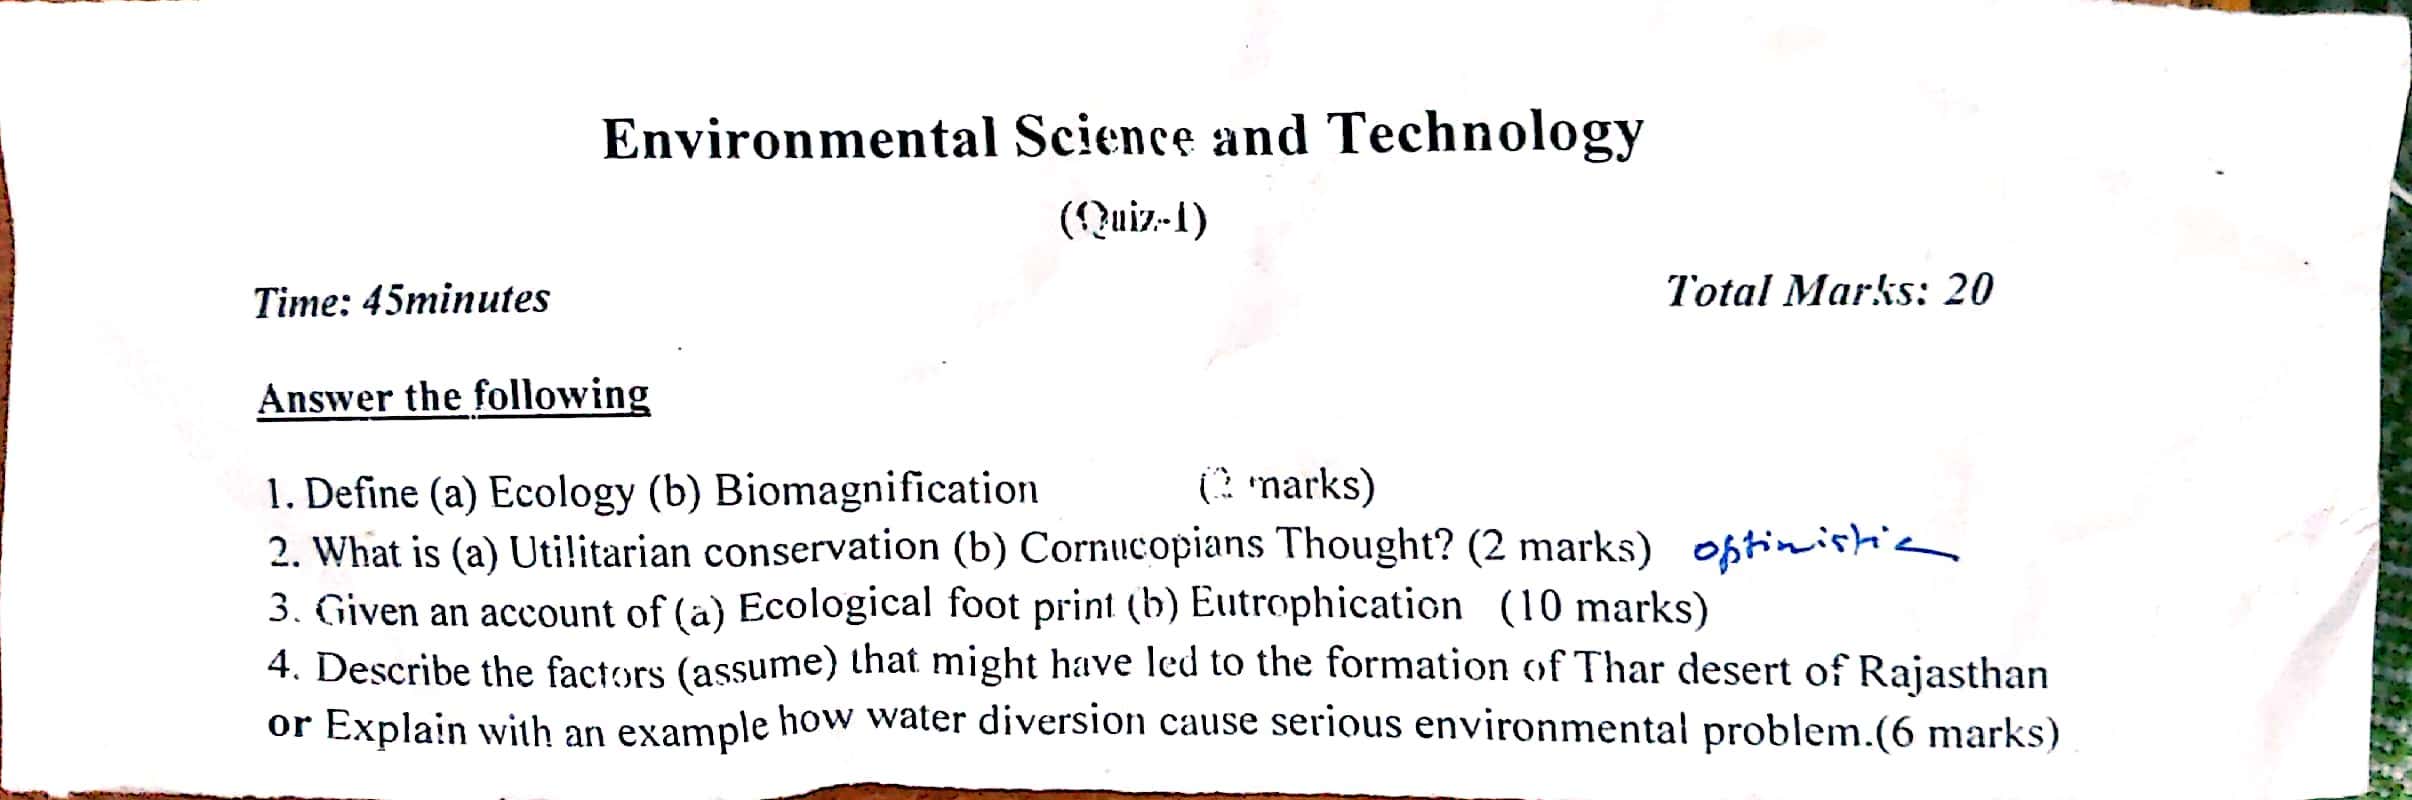 Environmental Science and Technology
(Quiz-1)
Time: 45minutes Total Marks: 20
Answer the following
1. Define (a) Ecology (b) Biomagnification (2 marks)
2. What is (a) Utilitarian conservation (b) Cornucopians Thought? (2 marks) optimistic
3. Given an account of (a) Ecological foot print (b) Eutrophication (10 marks)
4. Describe the factors (assume) that might have led to the formation of Thar desert of Rajasthan
or Explain with an example how water diversion cause serious environmental problem.(6 marks)